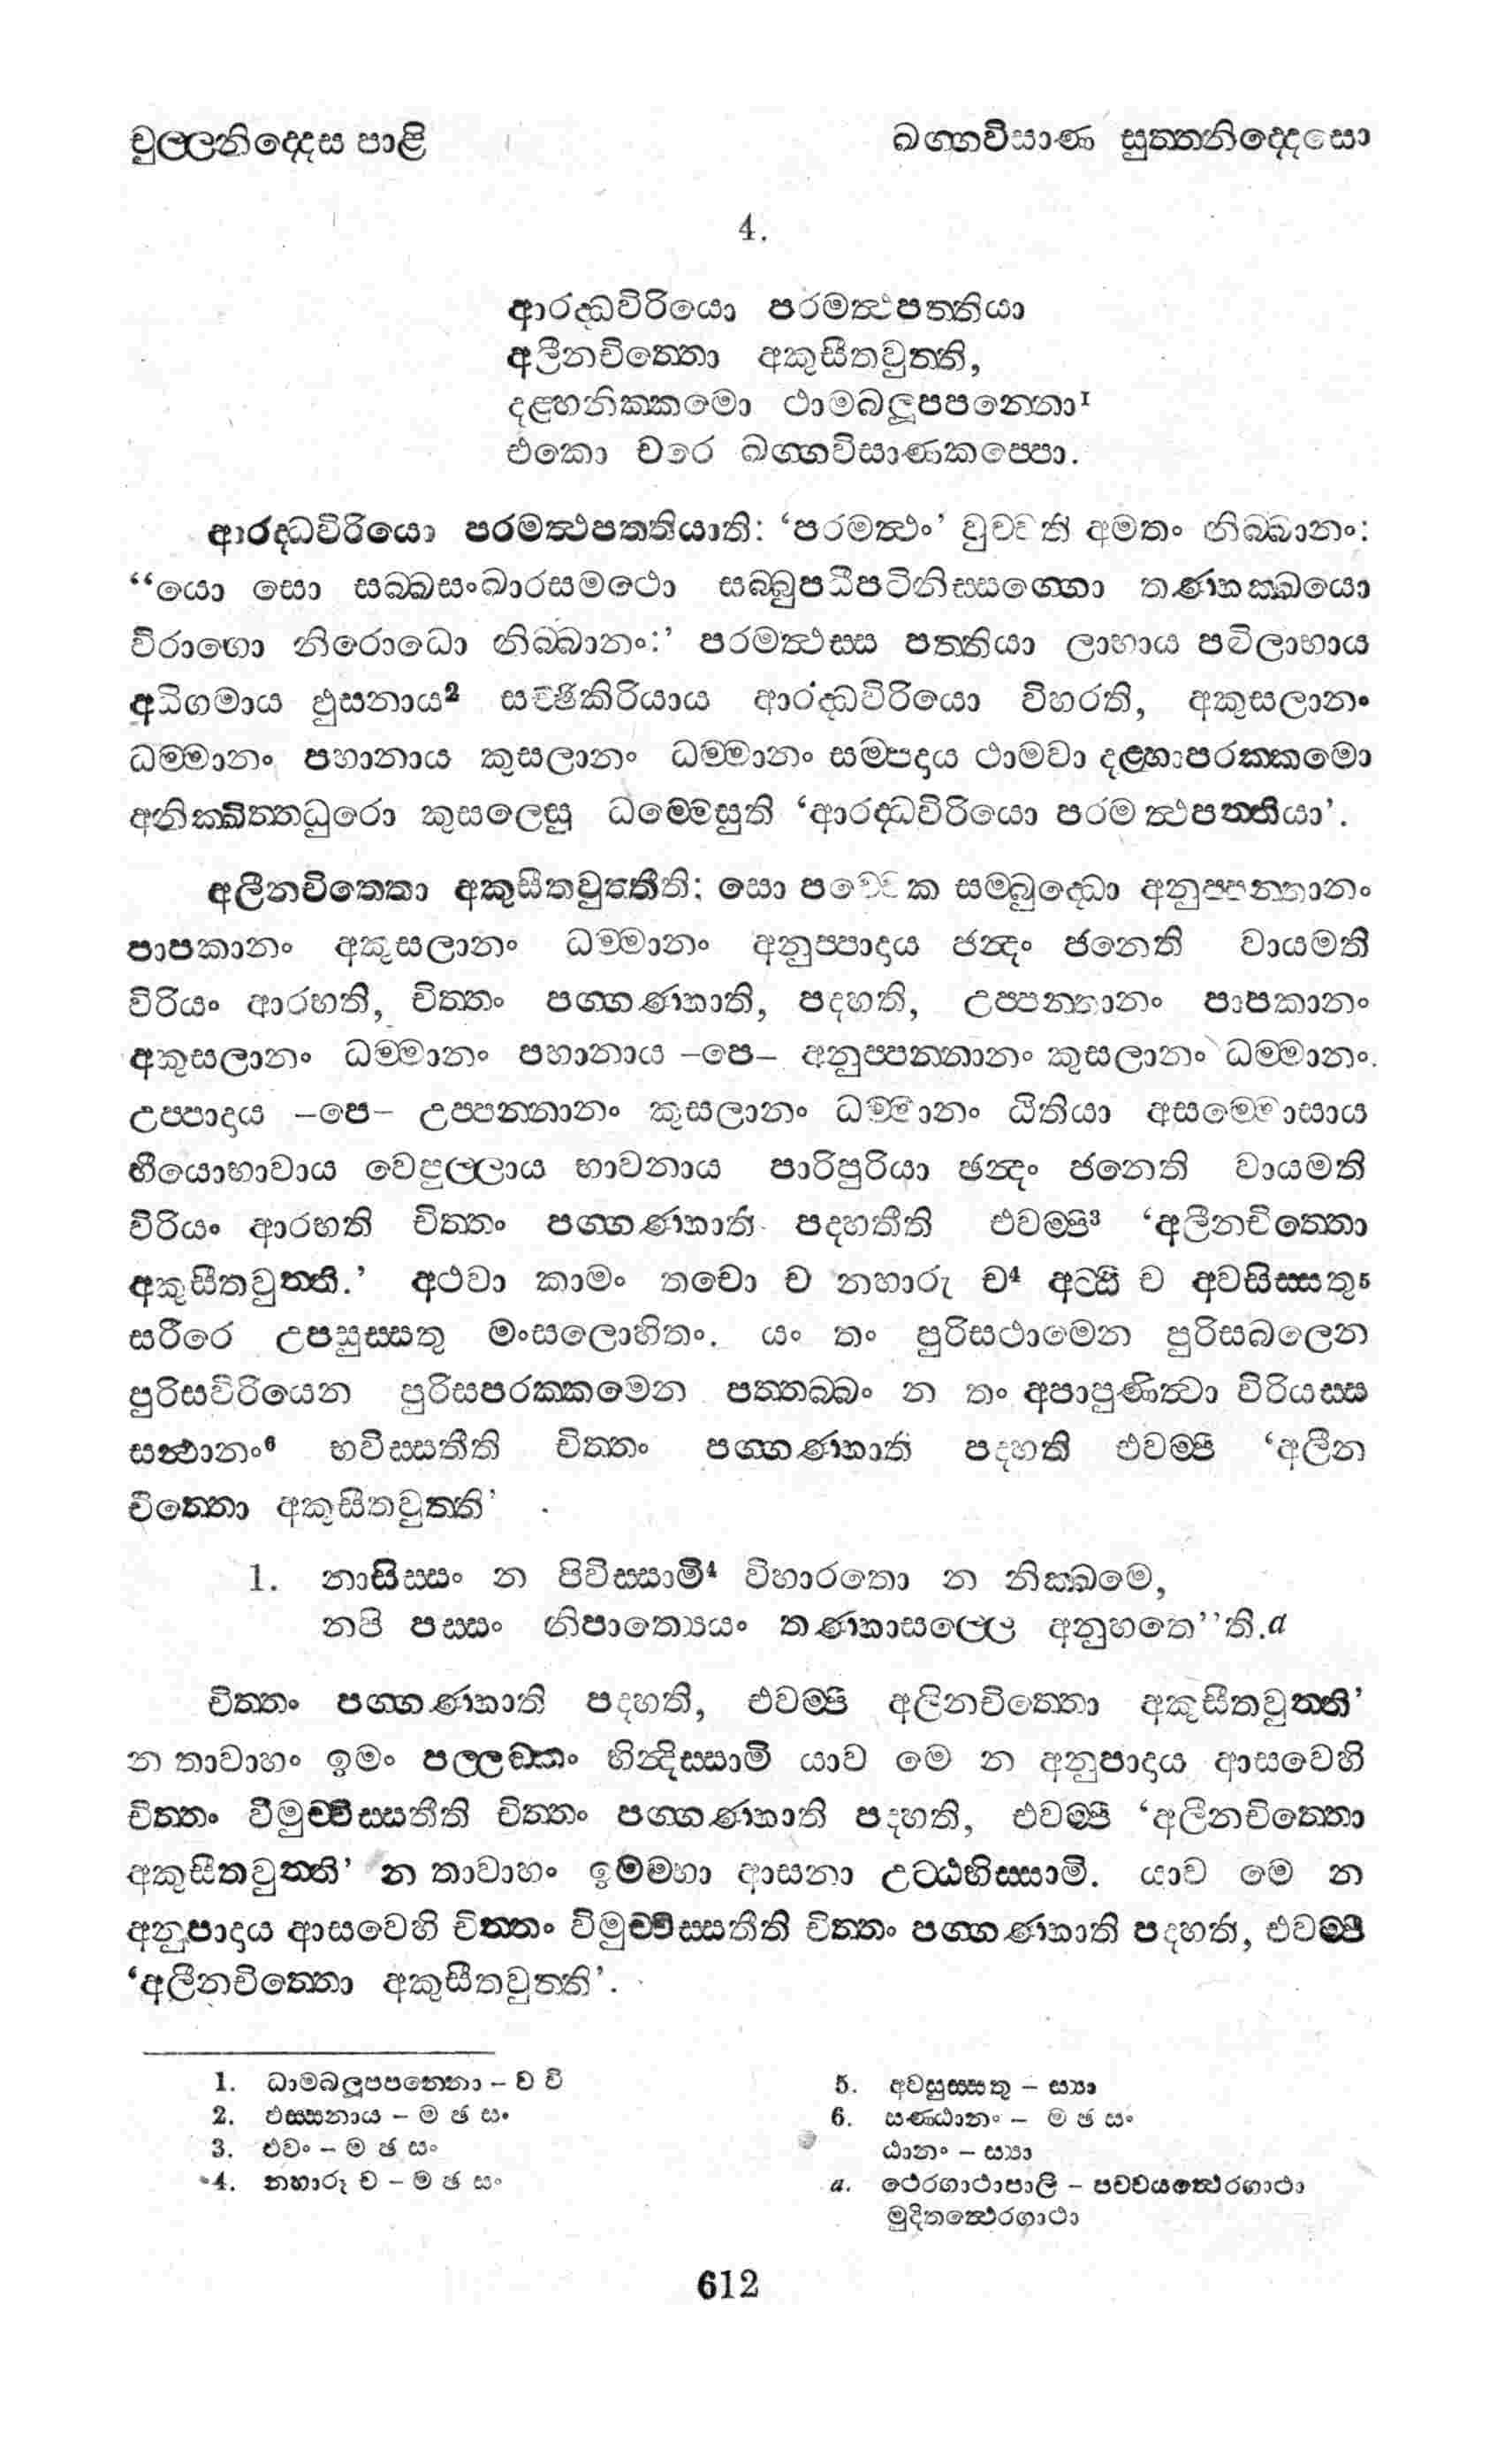 චුල්ලනිද්දෙස පාළි
ඛග්ගවිසාණ සුත්තනිද්දෙසො
4.
ආරද්ධවිරියො පරමත්ථපත්තියා
අලීනචිත්තො අකුසීතවුත්ති,
දළ්හනික්කමො ථාමබලූපපන්නො¹
එකො චරෙ ඛග්ගවිසාණකප්පො.
ආරද්ධවිරියො පරමත්ථපත්තියාති: ‘පරමත්ථං’ වුච්චති අමතං නිබ්බානං:
“යො සො සබ්බසංඛාරසමථො සබ්බුපධිපටිනිස්සග්ගො තණ්හක්ඛයො
විරාගො නිරොධො නිබ්බානං:’ පරමත්ථස්ස පත්තියා ලාභාය පටිලාභාය
අධිගමාය ඵුසනාය² සච්ඡිකිරියාය ආරද්ධවිරියො විහරති, අකුසලානං
ධම්මානං පහානාය කුසලානං ධම්මානං සම්පදාය ථාමවා දළ්හාපරක්කමො
අනික්ඛිත්තධුරො කුසලෙසු ධම්මෙසුති ‘ආරද්ධවිරියො පරමත්ථපත්තියා’.
අලීනචිත්තො අකුසීතවුත්තීති: සො පච්චෙක සම්බුද්ධො අනුප්පන්නානං
පාපකානං අකුසලානං ධම්මානං අනුප්පාදාය ඡන්දං ජනෙති වායමති
විරියං ආරභති, චිත්තං පග්ගණ්හාති, පදහති, උප්පන්නානං පාපකානං
අකුසලානං ධම්මානං පහානාය –පෙ– අනුප්පන්නානං කුසලානං ධම්මානං
උප්පාදාය –පෙ– උප්පන්නානං කුසලානං ධම්මානං ඨිතියා අසම්මොසාය
භීයොභාවාය වෙපුල්ලාය භාවනාය පාරිපුරියා ඡන්දං ජනෙති වායමති
විරියං ආරභති චිත්තං පග්ගණ්හාති පදහතීති එවම්පි³ ‘අලීනචිත්තො
අකුසීතවුත්ති.’ අථවා කාමං තචො ච නහාරු ච⁴ අට්ඨි ච අවසිස්සතු⁵
සරීරෙ උපසුස්සතු මංසලොහිතං. යං තං පුරිසථාමෙන පුරිසබලෙන
පුරිසවිරියෙන පුරිසපරක්කමෙන පත්තබ්බං න තං අපාපුණිත්වා විරියස්ස
සන්ථානං⁶ භවිස්සතීති චිත්තං පග්ගණ්හාති පදහති එවම්පි ‘අලීන
චිත්තො අකුසීතවුත්ති’
1. නාසිස්සං න පිවිස්සාමි⁴ විහාරතො න නික්ඛමෙ,
නපි පස්සං නිපාතෙය්‍යං තණ්හාසල්ලෙ අනුහතෙ’’ති.a
චිත්තං පග්ගණ්හාති පදහති, එවම්පි අලිනචිත්තො අකුසීතවුත්ති’
න තාවාහං ඉමං පල්ලඞ්කං භින්දිස්සාමි යාව මෙ න අනුපාදාය ආසවෙහි
චිත්තං විමුච්චිස්සතීති චිත්තං පග්ගණ්හාති පදහති, එවම්පි ‘අලීනචිත්තො
අකුසීතවුත්ති’ න තාවාහං ඉමම්හා ආසනා උට්ඨහිස්සාමි. යාව මෙ න
අනුපාදාය ආසවෙහි චිත්තං විමුච්චිස්සතීති චිත්තං පග්ගණ්හාති පදහති, එවම්පි
‘අලීනචිත්තො අකුසීතවුත්ති’.
1. ධාමබලූපපන්නො – ව වි
2. ඵස්සනාය – ම ඡ සං
3. එවං – ම ඡ සං
4. නහාරූ ච – ම ඡ සං
5. අවසුස්සතු – ස්‍යා
6. සණ්ඨානං – ම ඡ සං
ඨානං – ස්‍යා
a. ථෙරගාථාපාලි – පච්චයත්ථෙරගාථා
මුදිතත්ථෙරගාථා
612